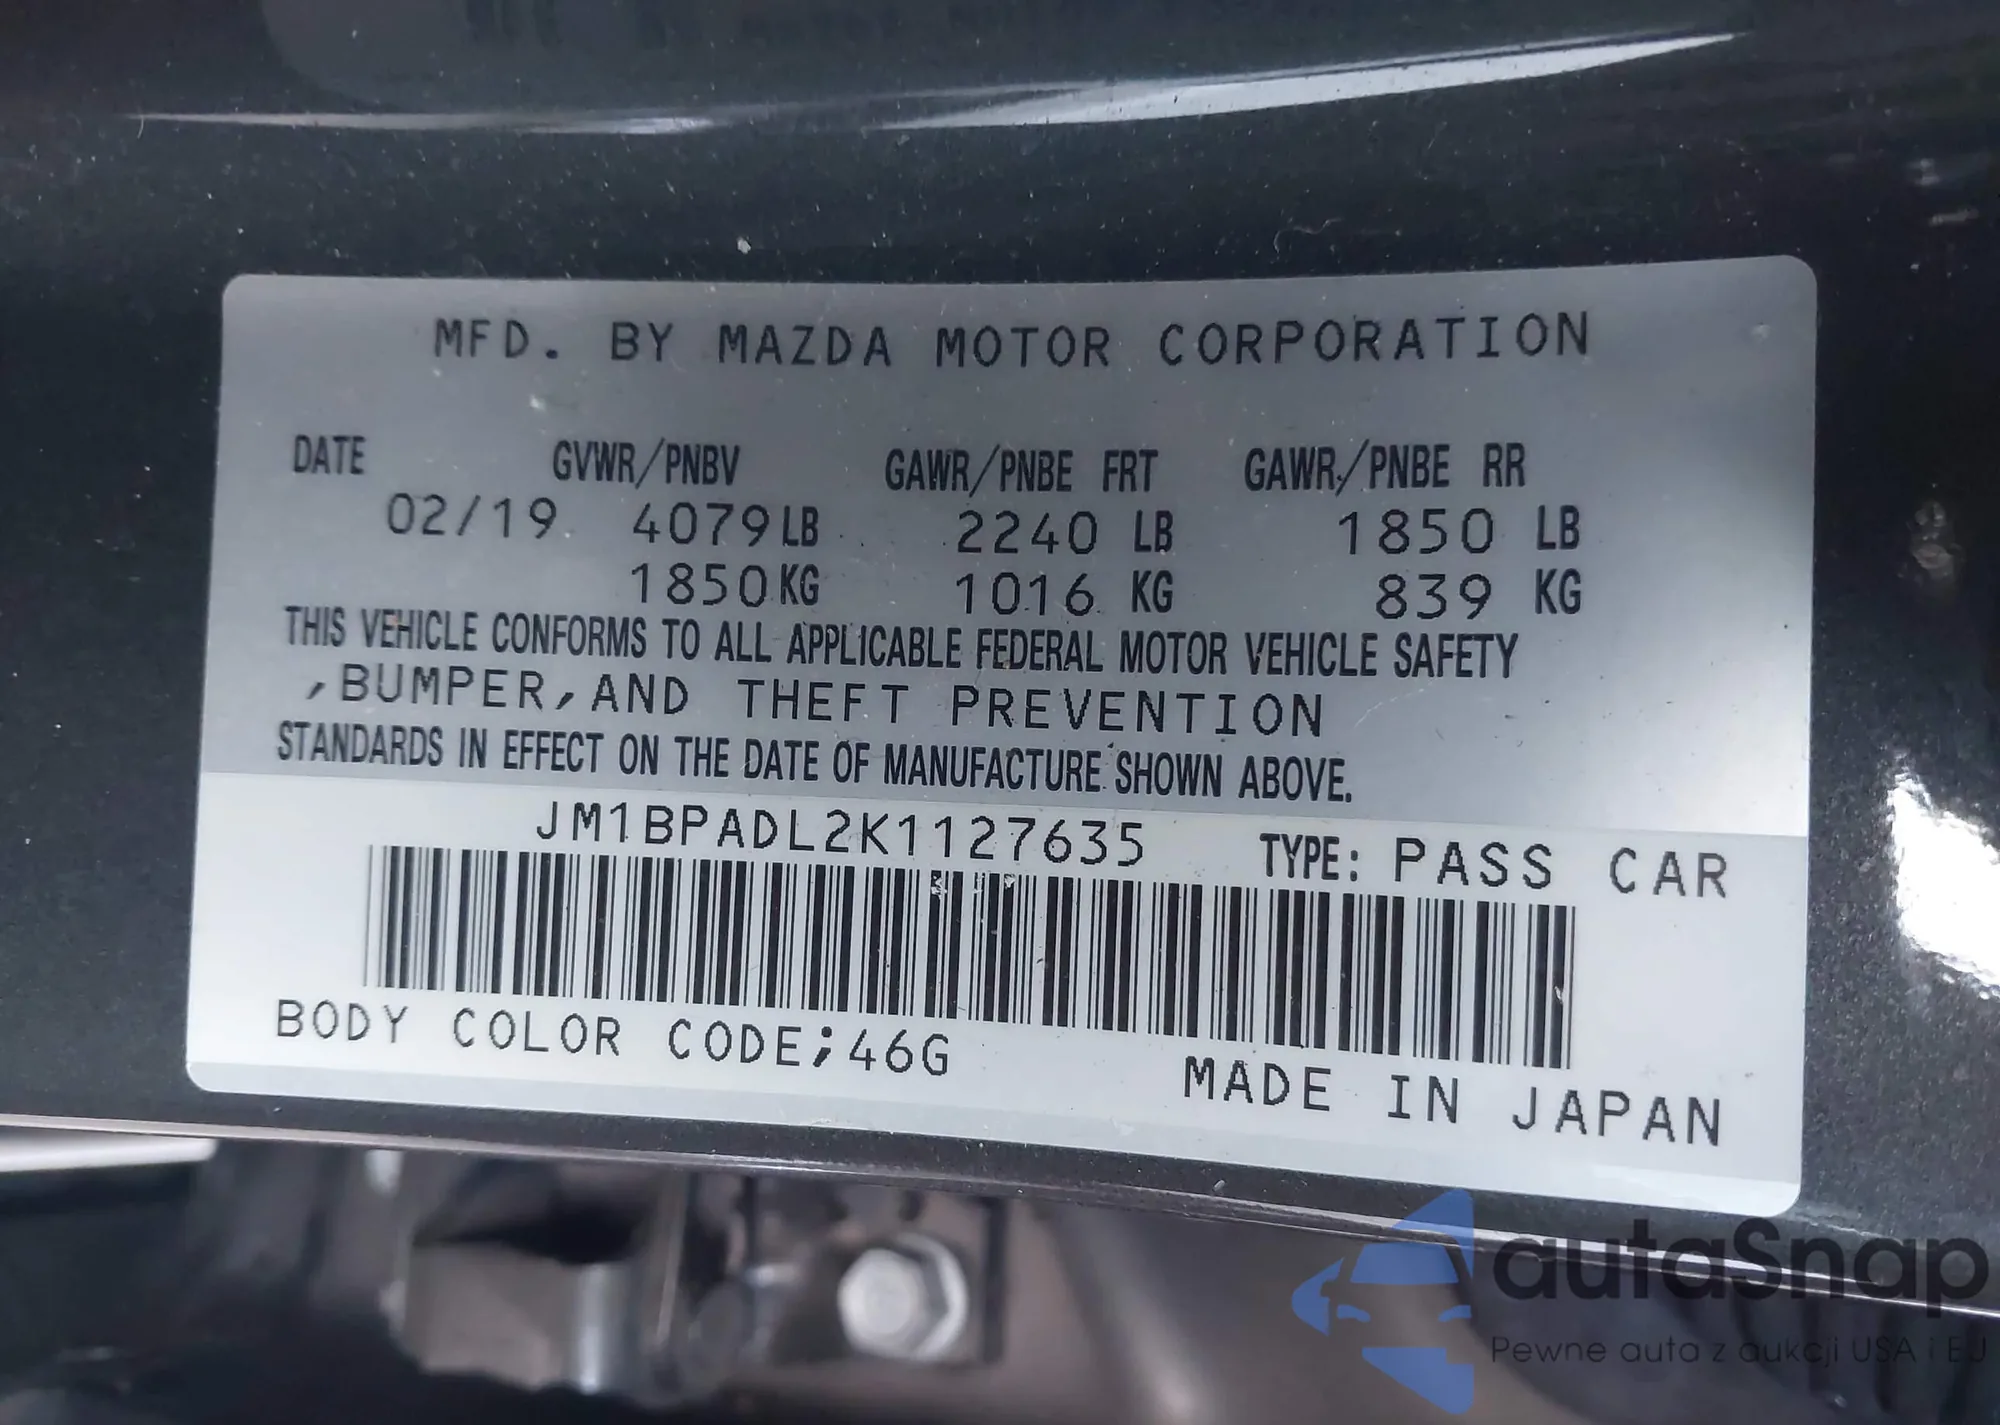 MFD. BY MAZDA MOTOR CORPORATION
DATE GVWR/PNBV GAWR/PNBE FRT GAWR/PNBE RR
02/19 4079LB 2240 LB 1850 LB
1850KG 1016 KG 839 KG
THIS VEHICLE CONFORMS TO ALL APPLICABLE FEDERAL MOTOR VEHICLE SAFETY
,BUMPER,AND THEFT PREVENTION
STANDARDS IN EFFECT ON THE DATE OF MANUFACTURE SHOWN ABOVE.
JM1BPADL2K1127635 TYPE: PASS CAR
BODY COLOR CODE;46G
MADE IN JAPAN
autaSnap
Pewne auta z aukcji USA i EU